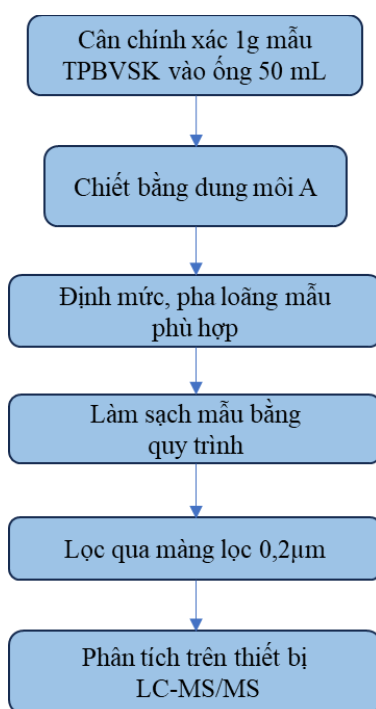 Cân chính xác 1g mẫu
TPBVSK vào ống 50 mL
Chiết bằng dung môi A
Định mức, pha loãng mẫu
phù hợp
Làm sạch mẫu bằng
quy trình
Lọc qua màng lọc 0,2µm
Phân tích trên thiết bị
LC-MS/MS